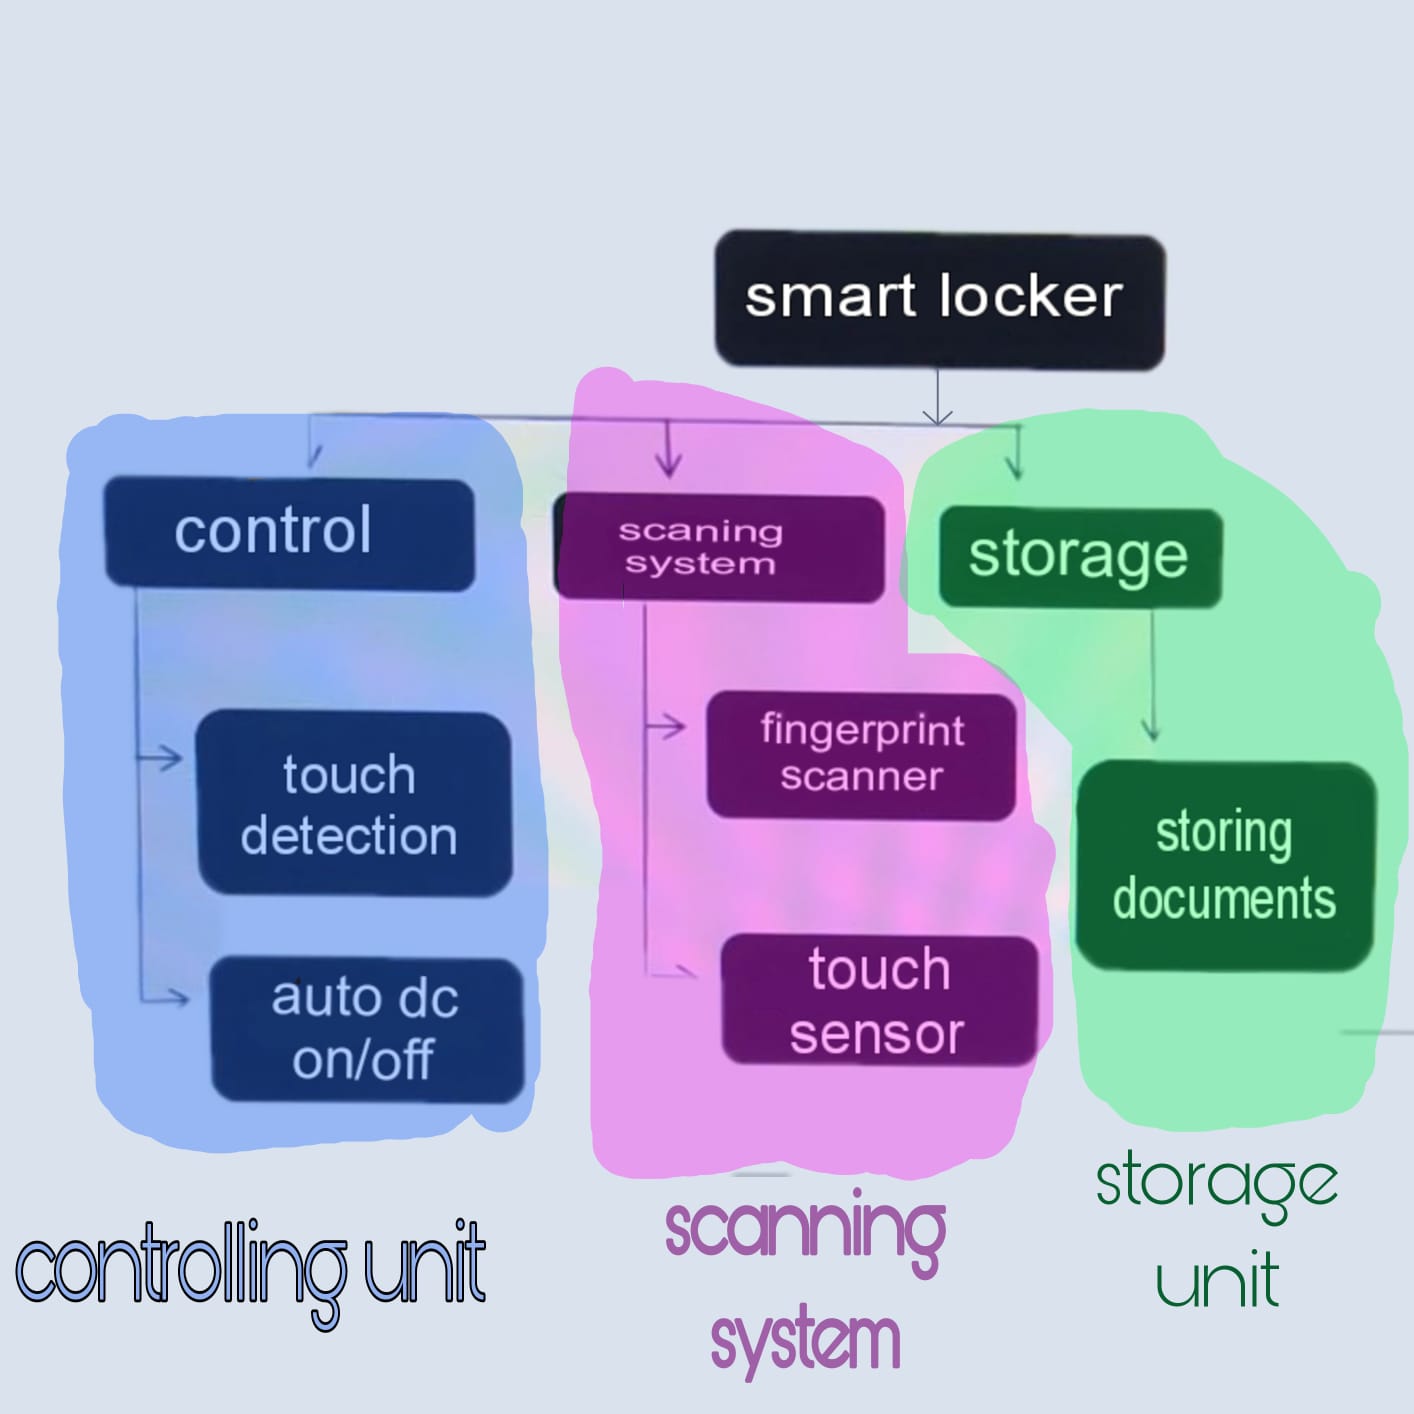 smart locker
control
scaning
system
storage
touch
detection
fingerprint
scanner
storing
documents
auto dc
on/off
touch
sensor
controlling unit
scanning
system
storage
unit